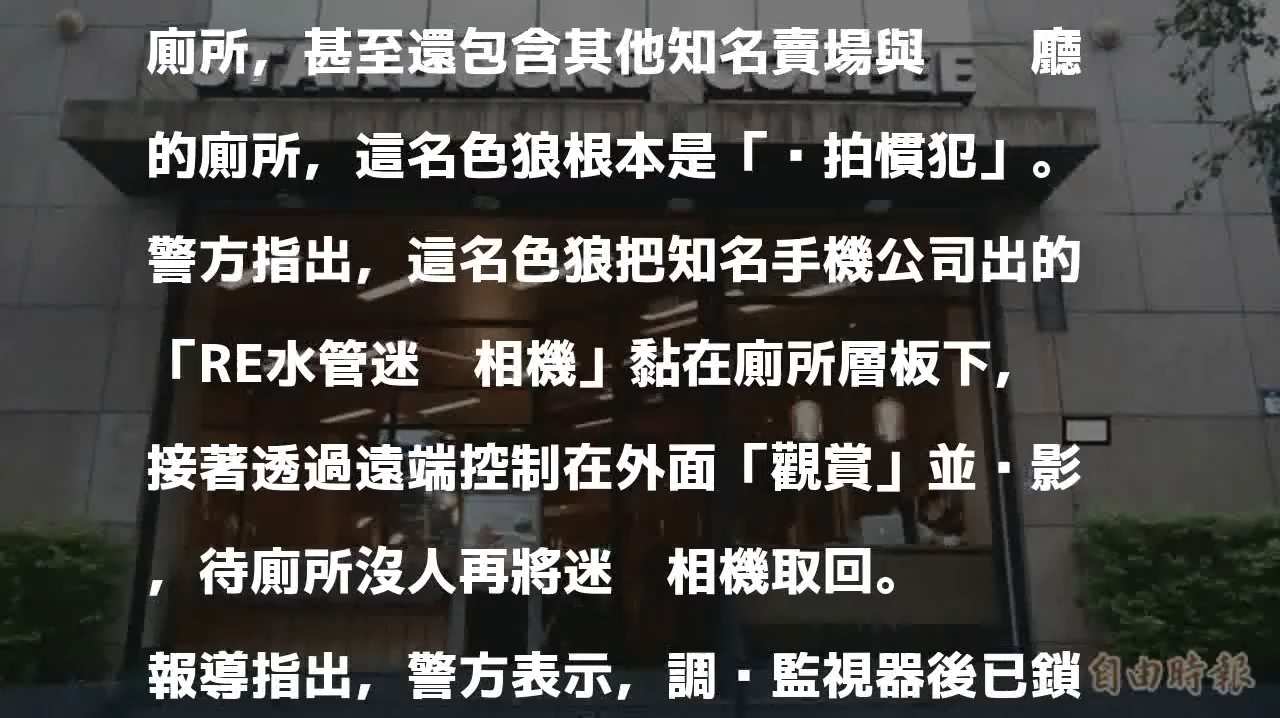 廁所，甚至還包含其他知名賣場與　　廳
的廁所，這名色狼根本是「▪拍慣犯」。
警方指出，這名色狼把知名手機公司出的
「RE水管迷　相機」黏在廁所層板下，
接著透過遠端控制在外面「觀賞」並▪影
，待廁所沒人再將迷　相機取回。
報導指出，警方表示，調▪監視器後已鎖
自由時報